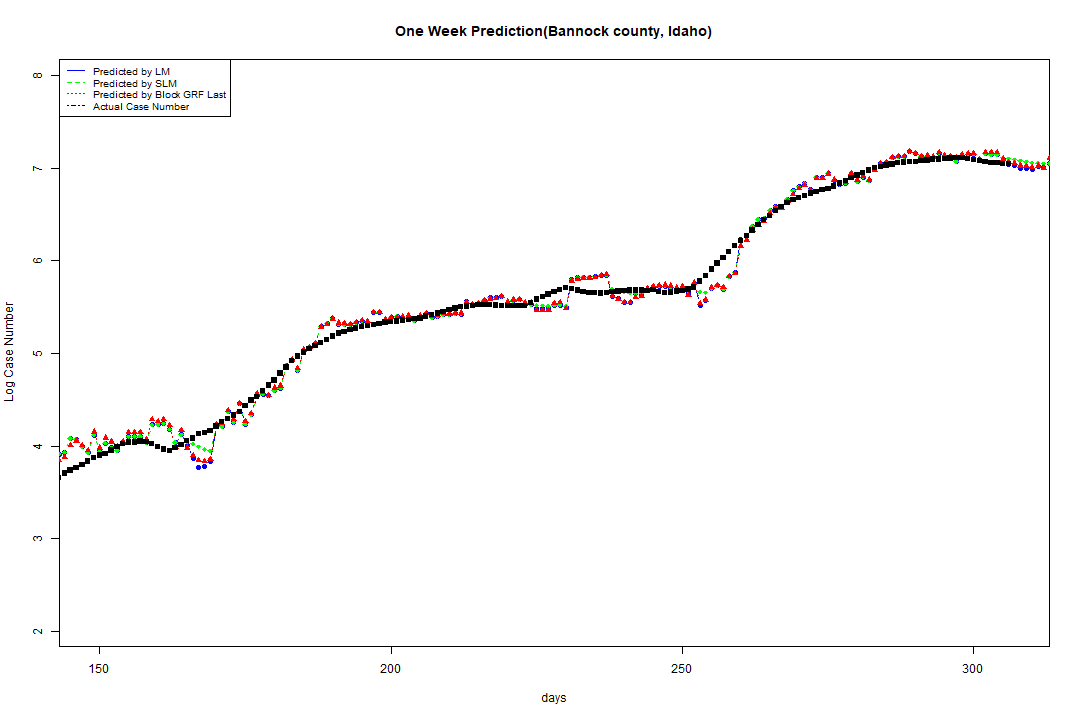 One Week Prediction(Bannock county, Idaho)
Predicted by LM
Predicted by SLM
Predicted by Block GRF Last
Actual Case Number
8
7
6
5
4
3
2
Log Case Number
150 200 250 300
days